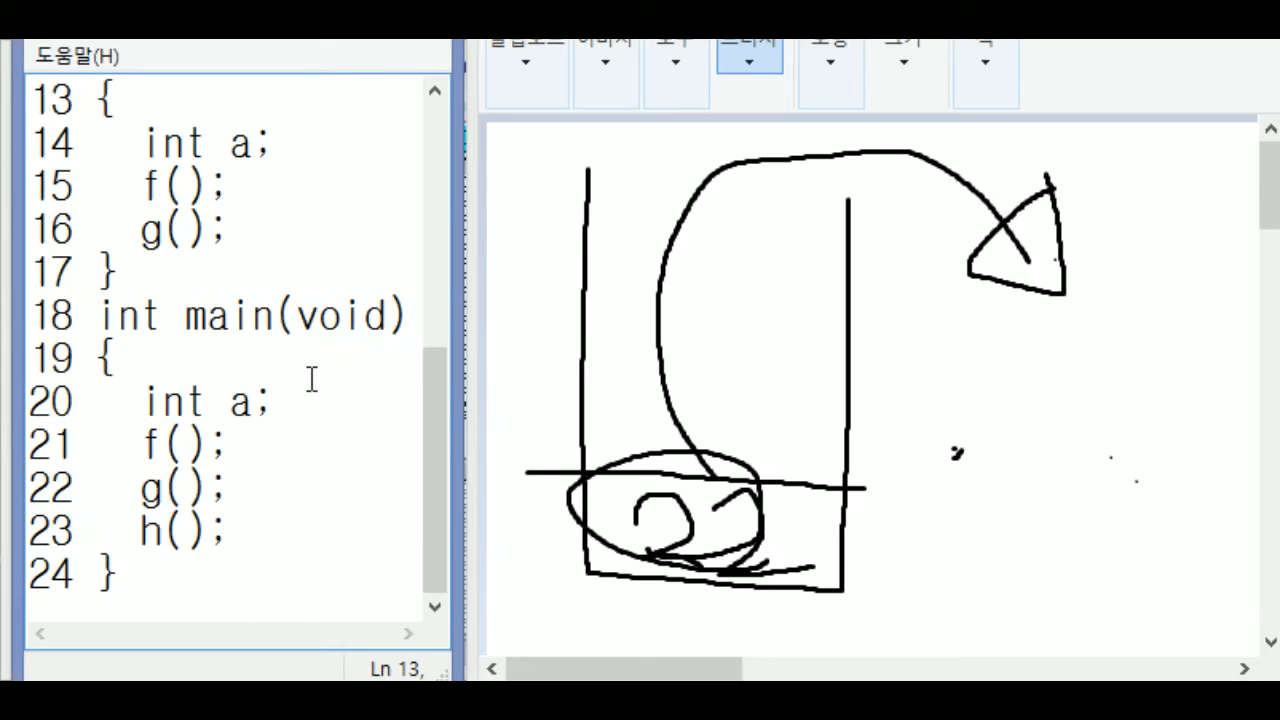 도움말(H)
13 {
14 int a;
15 f();
16 g();
17 }
18 int main(void)
19 {
20 int a;
21 f();
22 g();
23 h();
24 }
Ln 13,
22